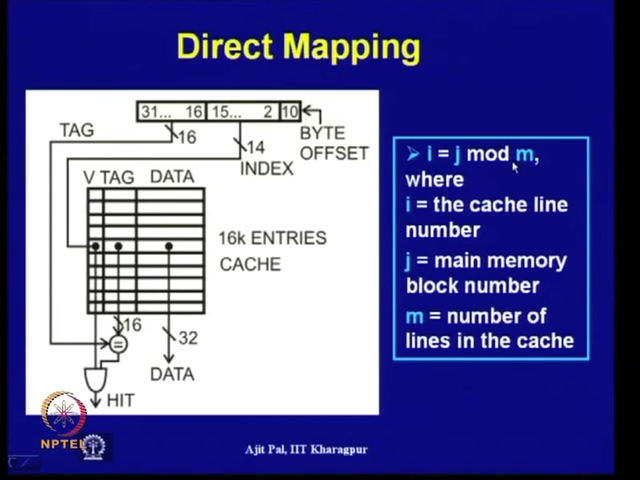 Direct Mapping
31... 16 15... 2 10
TAG
16
14
BYTE
OFFSET
INDEX
V TAG DATA
16k ENTRIES
CACHE
16
32
=
DATA
HIT
➢ i = j mod m,
where
i = the cache line
number
j = main memory
block number
m = number of
lines in the cache
NPTEL
Ajit Pal, IIT Kharagpur